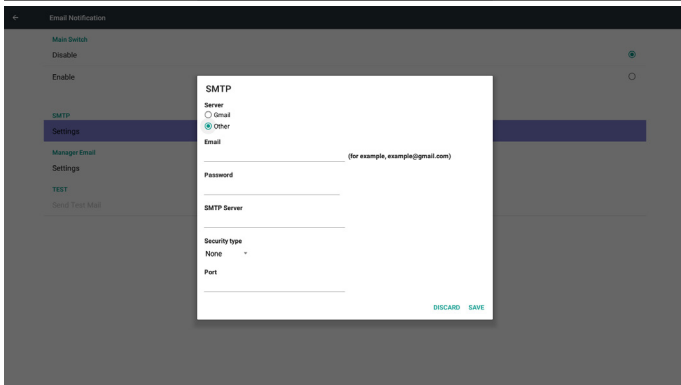 Email Notification
Main Switch
Disable
Enable
SMTP
Settings
Manager Email
Settings
TEST
Send Test Mail
SMTP
Server
Gmail
Other
Email
(for example, example@gmail.com)
Password
SMTP Server
Security type
None
Port
DISCARD SAVE